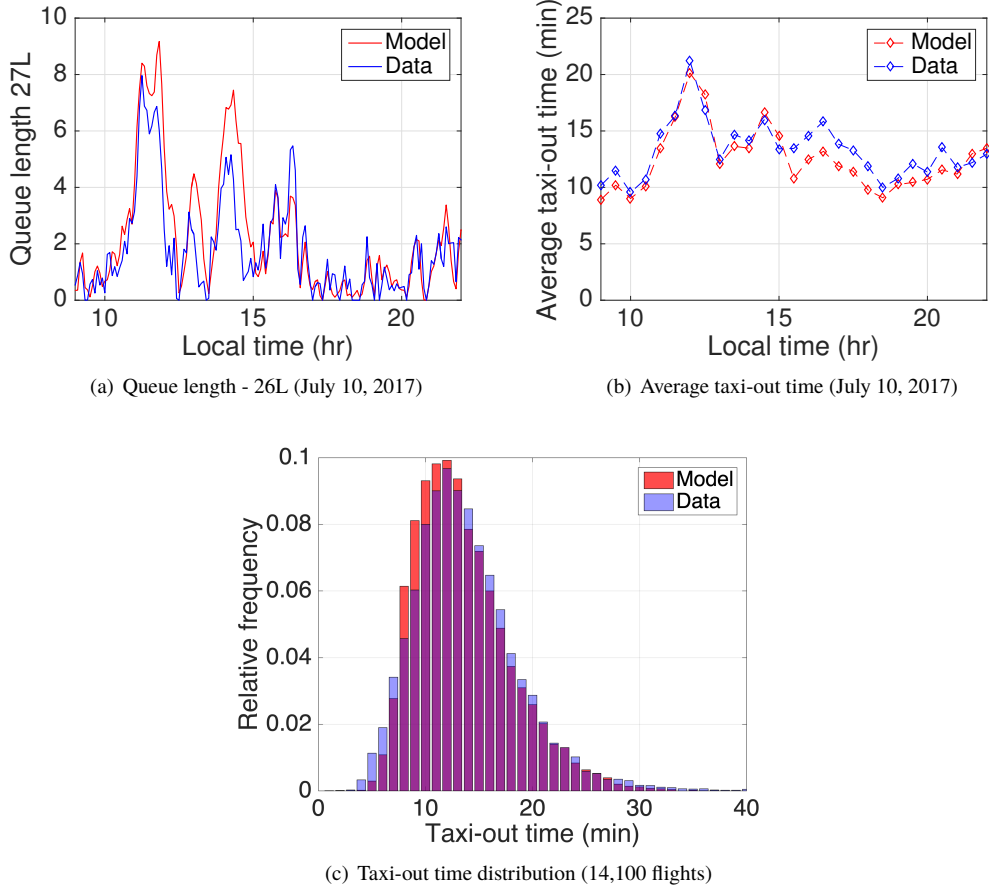 10
8
6
4
2
0
10
15
20
Queue length 27L
Local time (hr)
Model
Data
(a) Queue length - 26L (July 10, 2017)
25
20
15
10
5
0
10
15
20
Average taxi-out time (min)
Local time (hr)
Model
Data
(b) Average taxi-out time (July 10, 2017)
0.1
0.08
0.06
0.04
0.02
0
0
10
20
30
40
Relative frequency
Taxi-out time (min)
Model
Data
(c) Taxi-out time distribution (14,100 flights)